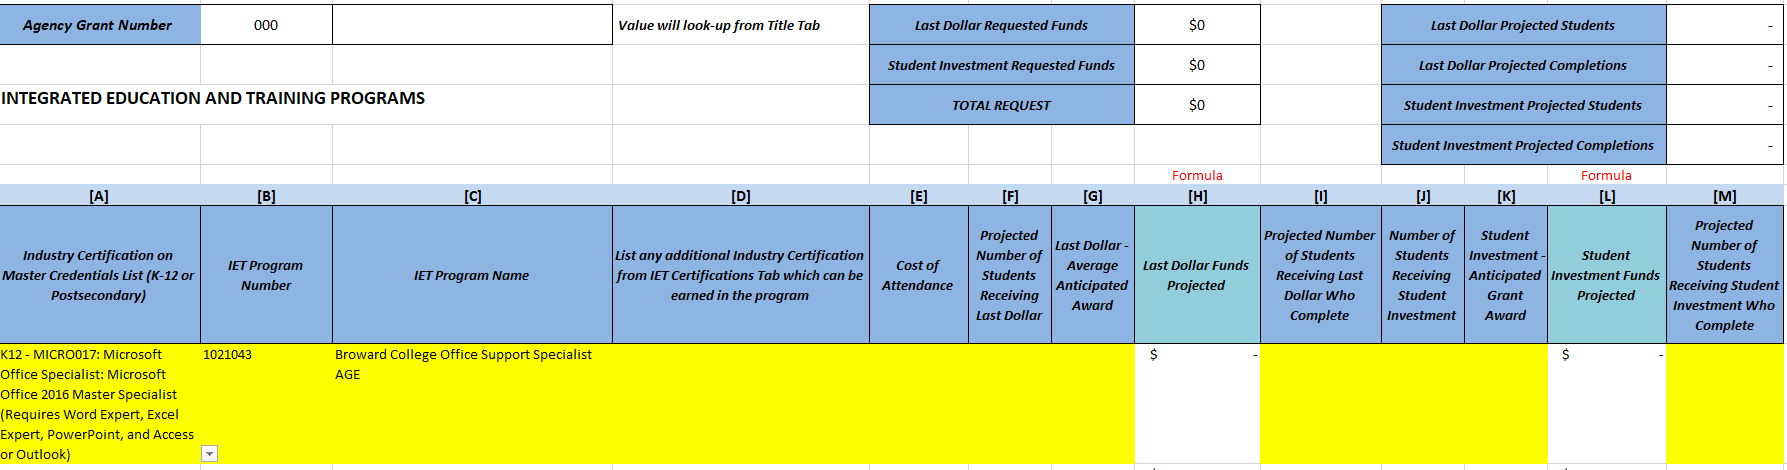 Agency Grant Number 000 Value will look-up from Title Tab Last Dollar Requested Funds $0 Last Dollar Projected Students -
Student Investment Requested Funds $0 Last Dollar Projected Completions -
INTEGRATED EDUCATION AND TRAINING PROGRAMS TOTAL REQUEST $0 Student Investment Projected Students -
Student Investment Projected Completions -
Formula Formula
[A] [B] [C] [D] [E] [F] [G] [H] [I] [J] [K] [L] [M]
Industry Certification on
Master Credentials List (K-12 or
Postsecondary)
IET Program
Number
IET Program Name
List any additional Industry Certification
from IET Certifications Tab which can be
earned in the program
Cost of
Attendance
Projected
Number of
Students
Receiving
Last Dollar
Last Dollar -
Average
Anticipated
Award
Last Dollar Funds
Projected
Projected Number
of Students
Receiving Last
Dollar Who
Complete
Number of
Students
Receiving
Student
Investment
Student
Investment -
Anticipated
Grant
Award
Student
Investment Funds
Projected
Projected
Number of
Students
Receiving Student
Investment Who
Complete
K12 - MICRO017: Microsoft
Office Specialist: Microsoft
Office 2016 Master Specialist
(Requires Word Expert, Excel
Expert, PowerPoint, and Access
or Outlook)
1021043
Broward College Office Support Specialist
AGE
$ -
$ -